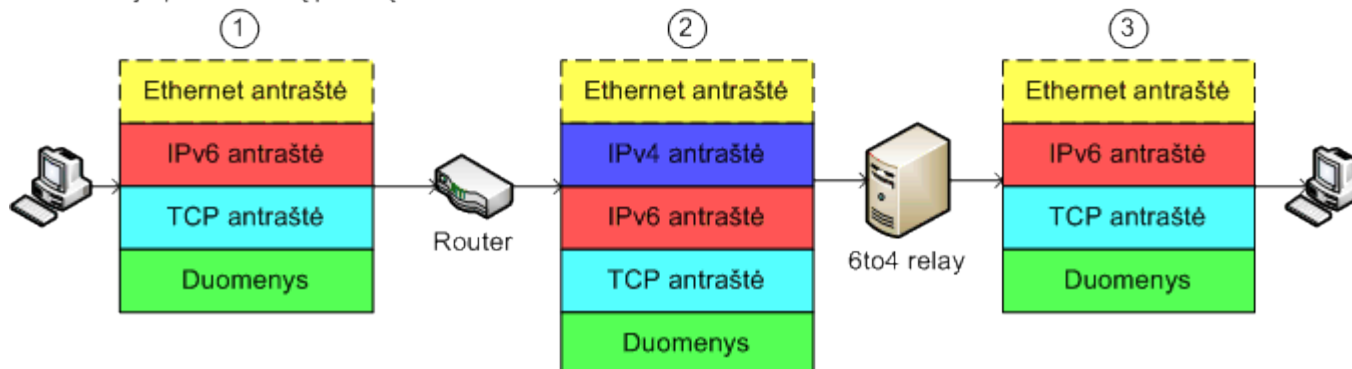 1
2
3
Ethernet antraštė
IPv6 antraštė
TCP antraštė
Duomenys
Router
Ethernet antraštė
IPv4 antraštė
IPv6 antraštė
TCP antraštė
Duomenys
6to4 relay
Ethernet antraštė
IPv6 antraštė
TCP antraštė
Duomenys